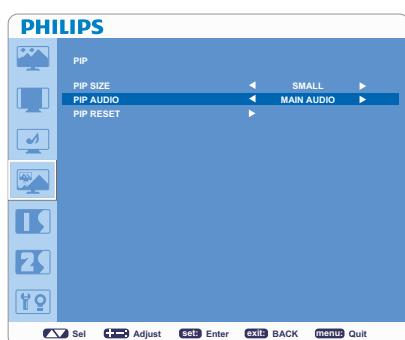 PHILIPS
PIP
PIP SIZE SMALL
PIP AUDIO MAIN AUDIO
PIP RESET
Sel Adjust set: Enter exit: BACK menu: Quit